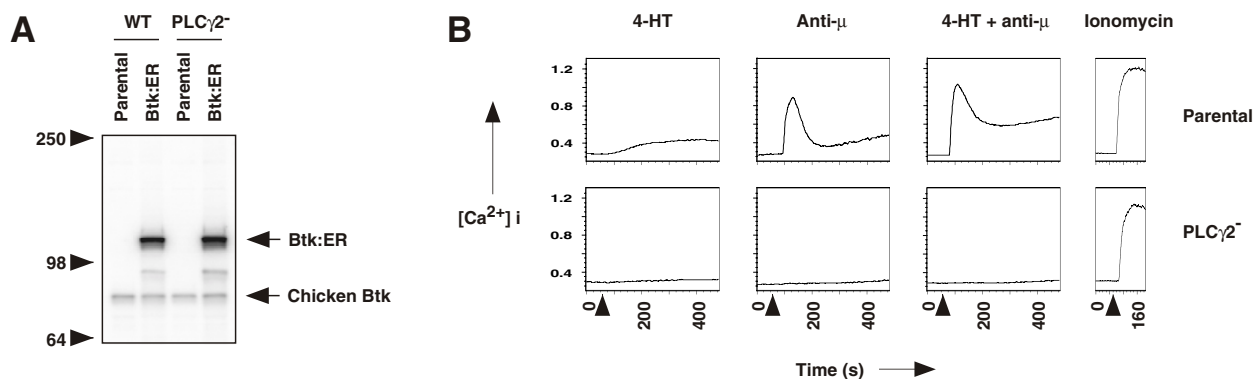 A
WT PLCγ2-
Parental
Btk:ER
Parental
Btk:ER
250
98
64
Btk:ER
Chicken Btk
B
4-HT Anti-μ 4-HT + anti-μ Ionomycin
1.2
0.8
0.4
Parental
[Ca2+] i
1.2
0.8
0.4
PLCγ2-
0 200 400 0 200 400 0 200 400 0 160
Time (s)